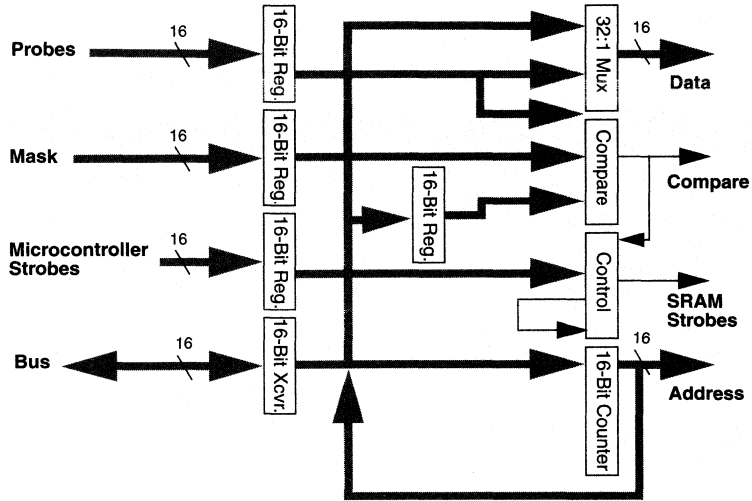 Probes
16
16-Bit Reg.
32:1 Mux
16
Data
Mask
16
16-Bit Reg.
Compare
Compare
16-Bit Reg.
Microcontroller
Strobes
16
16-Bit Reg.
Control
SRAM
Strobes
Bus
16
16-Bit Xcvr.
16-Bit Counter
16
Address